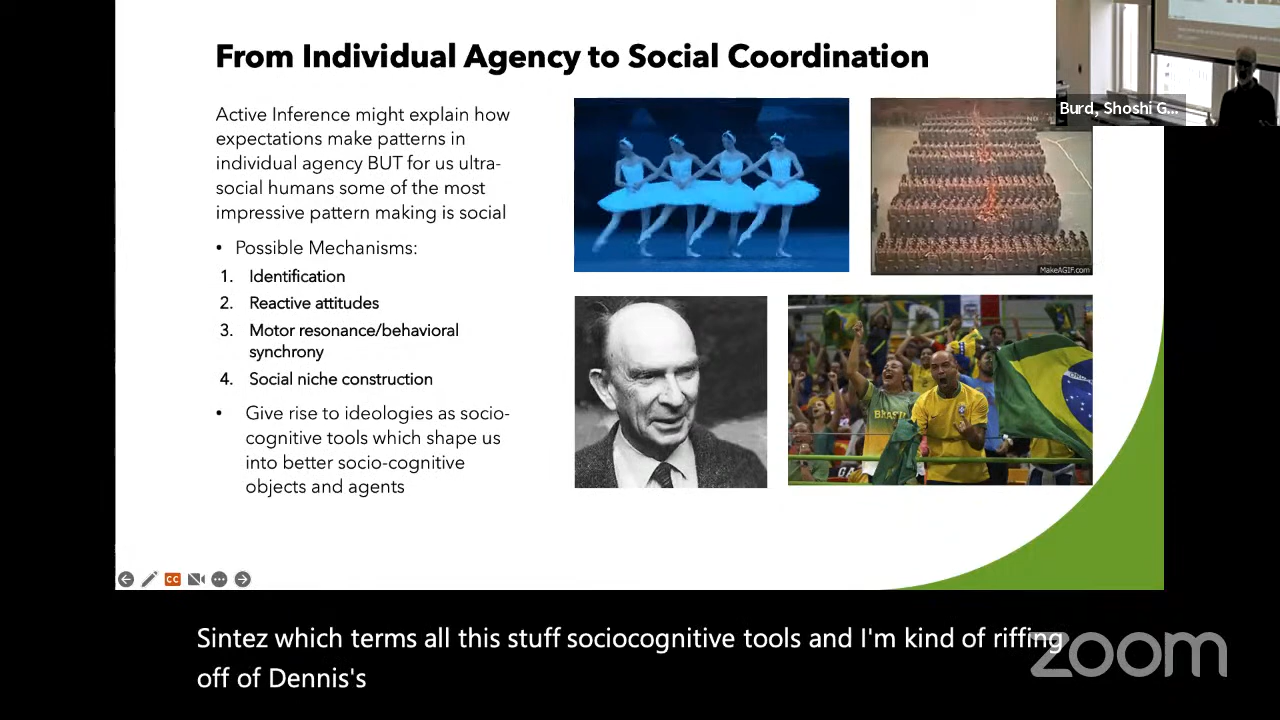 From Individual Agency to Social Coordination
Active Inference might explain how
expectations make patterns in
individual agency BUT for us ultra-
social humans some of the most
impressive pattern making is social
• Possible Mechanisms:
1. Identification
2. Reactive attitudes
3. Motor resonance/behavioral
synchrony
4. Social niche construction
• Give rise to ideologies as socio-
cognitive tools which shape us
into better socio-cognitive
objects and agents
NO
MakeAGIF.com
BRASIL
GA
Burd, Shoshi G...
CC
Sintez which terms all this stuff sociocognitive tools and I'm kind of riffing
off of Dennis's
zoom